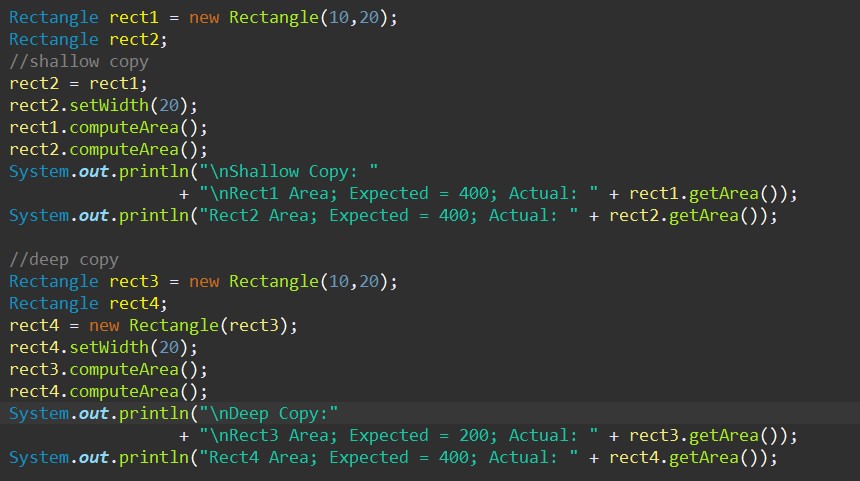 Rectangle rect1 = new Rectangle(10,20);
Rectangle rect2;
//shallow copy
rect2 = rect1;
rect2.setWidth(20);
rect1.computeArea();
rect2.computeArea();
System.out.println("\nShallow Copy: "
+ "\nRect1 Area; Expected = 400; Actual: " + rect1.getArea());
System.out.println("Rect2 Area; Expected = 400; Actual: " + rect2.getArea());
//deep copy
Rectangle rect3 = new Rectangle(10,20);
Rectangle rect4;
rect4 = new Rectangle(rect3);
rect4.setWidth(20);
rect3.computeArea();
rect4.computeArea();
System.out.println("\nDeep Copy:"
+ "\nRect3 Area; Expected = 200; Actual: " + rect3.getArea());
System.out.println("Rect4 Area; Expected = 400; Actual: " + rect4.getArea());